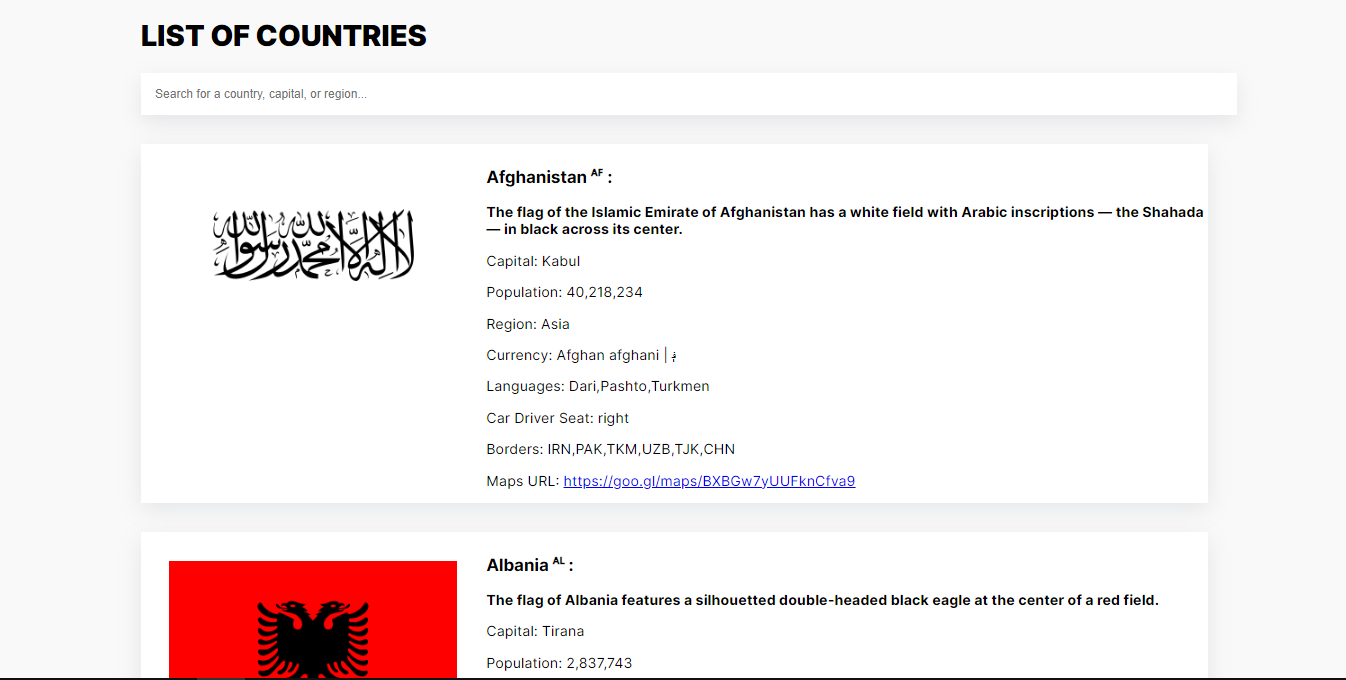 LIST OF COUNTRIES
Search for a country, capital, or region...
لا إله إلا الله محمد رسول الله
Afghanistan AF :
The flag of the Islamic Emirate of Afghanistan has a white field with Arabic inscriptions — the Shahada
— in black across its center.
Capital: Kabul
Population: 40,218,234
Region: Asia
Currency: Afghan afghani | ؋
Languages: Dari,Pashto,Turkmen
Car Driver Seat: right
Borders: IRN,PAK,TKM,UZB,TJK,CHN
Maps URL: https://goo.gl/maps/BXBGw7yUUFknCfva9
Albania AL :
The flag of Albania features a silhouetted double-headed black eagle at the center of a red field.
Capital: Tirana
Population: 2,837,743